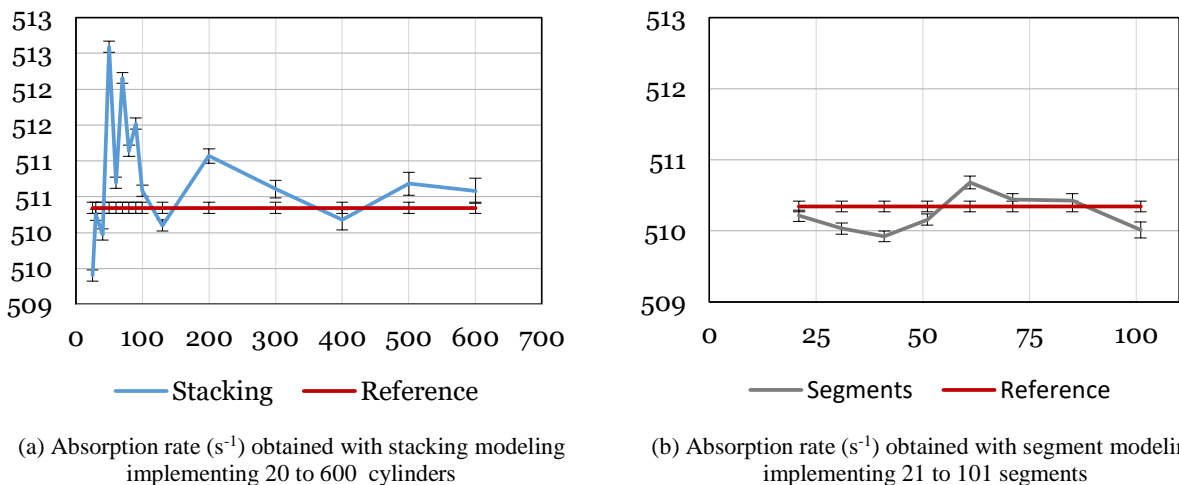 513
513
512
512
511
511
510
510
509
0 100 200 300 400 500 600 700
Stacking Reference
(a) Absorption rate (s-1) obtained with stacking modeling
implementing 20 to 600 cylinders
513
512
511
510
509
0 25 50 75 100
Segments Reference
(b) Absorption rate (s-1) obtained with segment modelin
implementing 21 to 101 segments